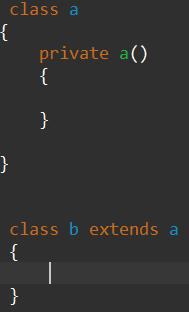 class a
{
    private a()
    {
    }
}
class b extends a
{
}